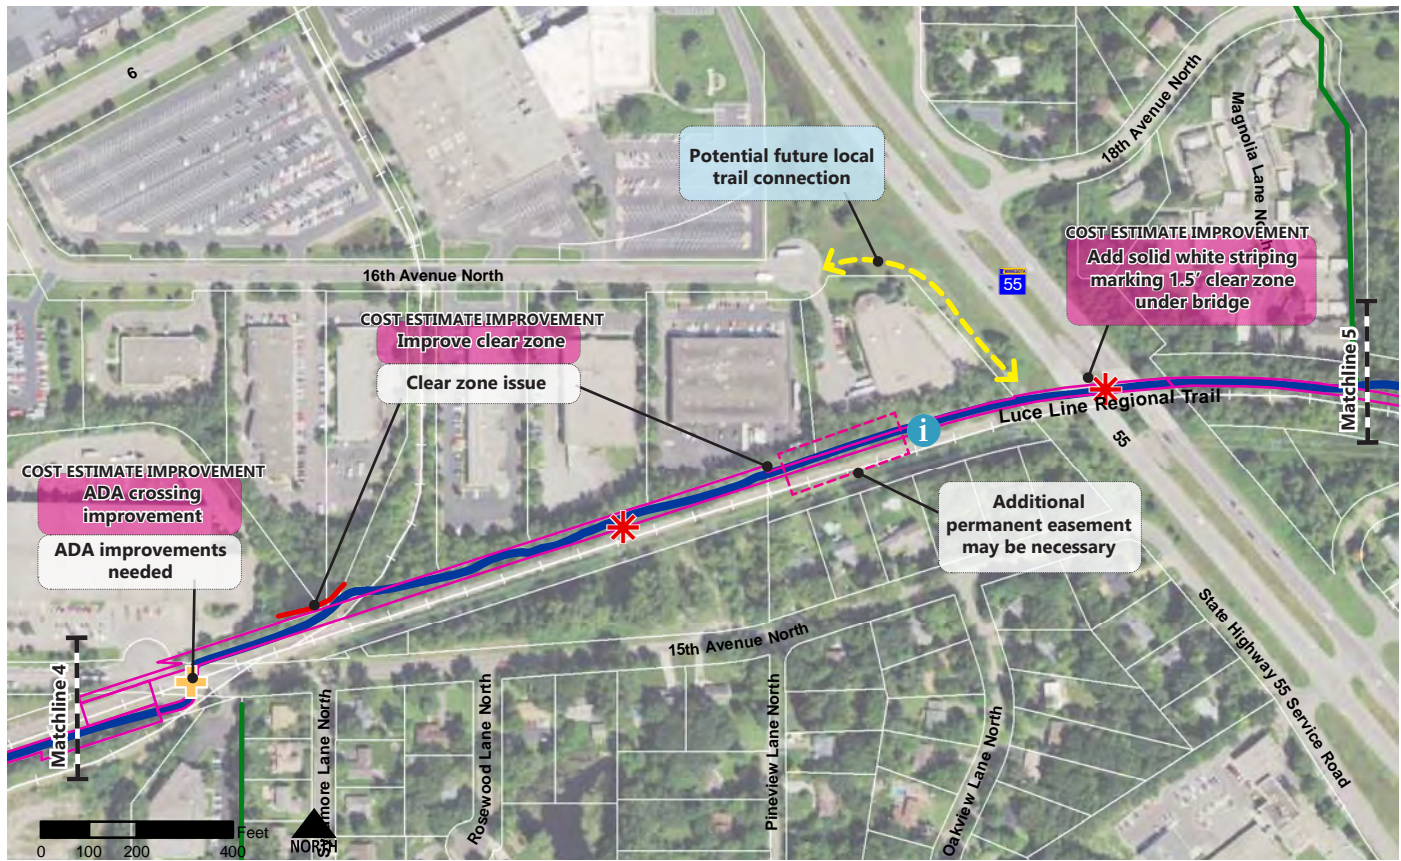 6
18th Avenue North
Magnolia Lane North
Potential future local
trail connection
COST ESTIMATE IMPROVEMENT
Add solid white striping
marking 1.5’ clear zone
under bridge
16th Avenue North
MINNESOTA
55
COST ESTIMATE IMPROVEMENT
Improve clear zone
Clear zone issue
Matchline 5
Luce Line Regional Trail
i
55
COST ESTIMATE IMPROVEMENT
ADA crossing
improvement
ADA improvements
needed
Additional
permanent easement
may be necessary
15th Avenue North
State Highway 55 Service Road
Matchline 4
Rosewood Lane North
Pineview Lane North
Oakview Lane North
more Lane North
NORTH
Feet
0 100 200 400